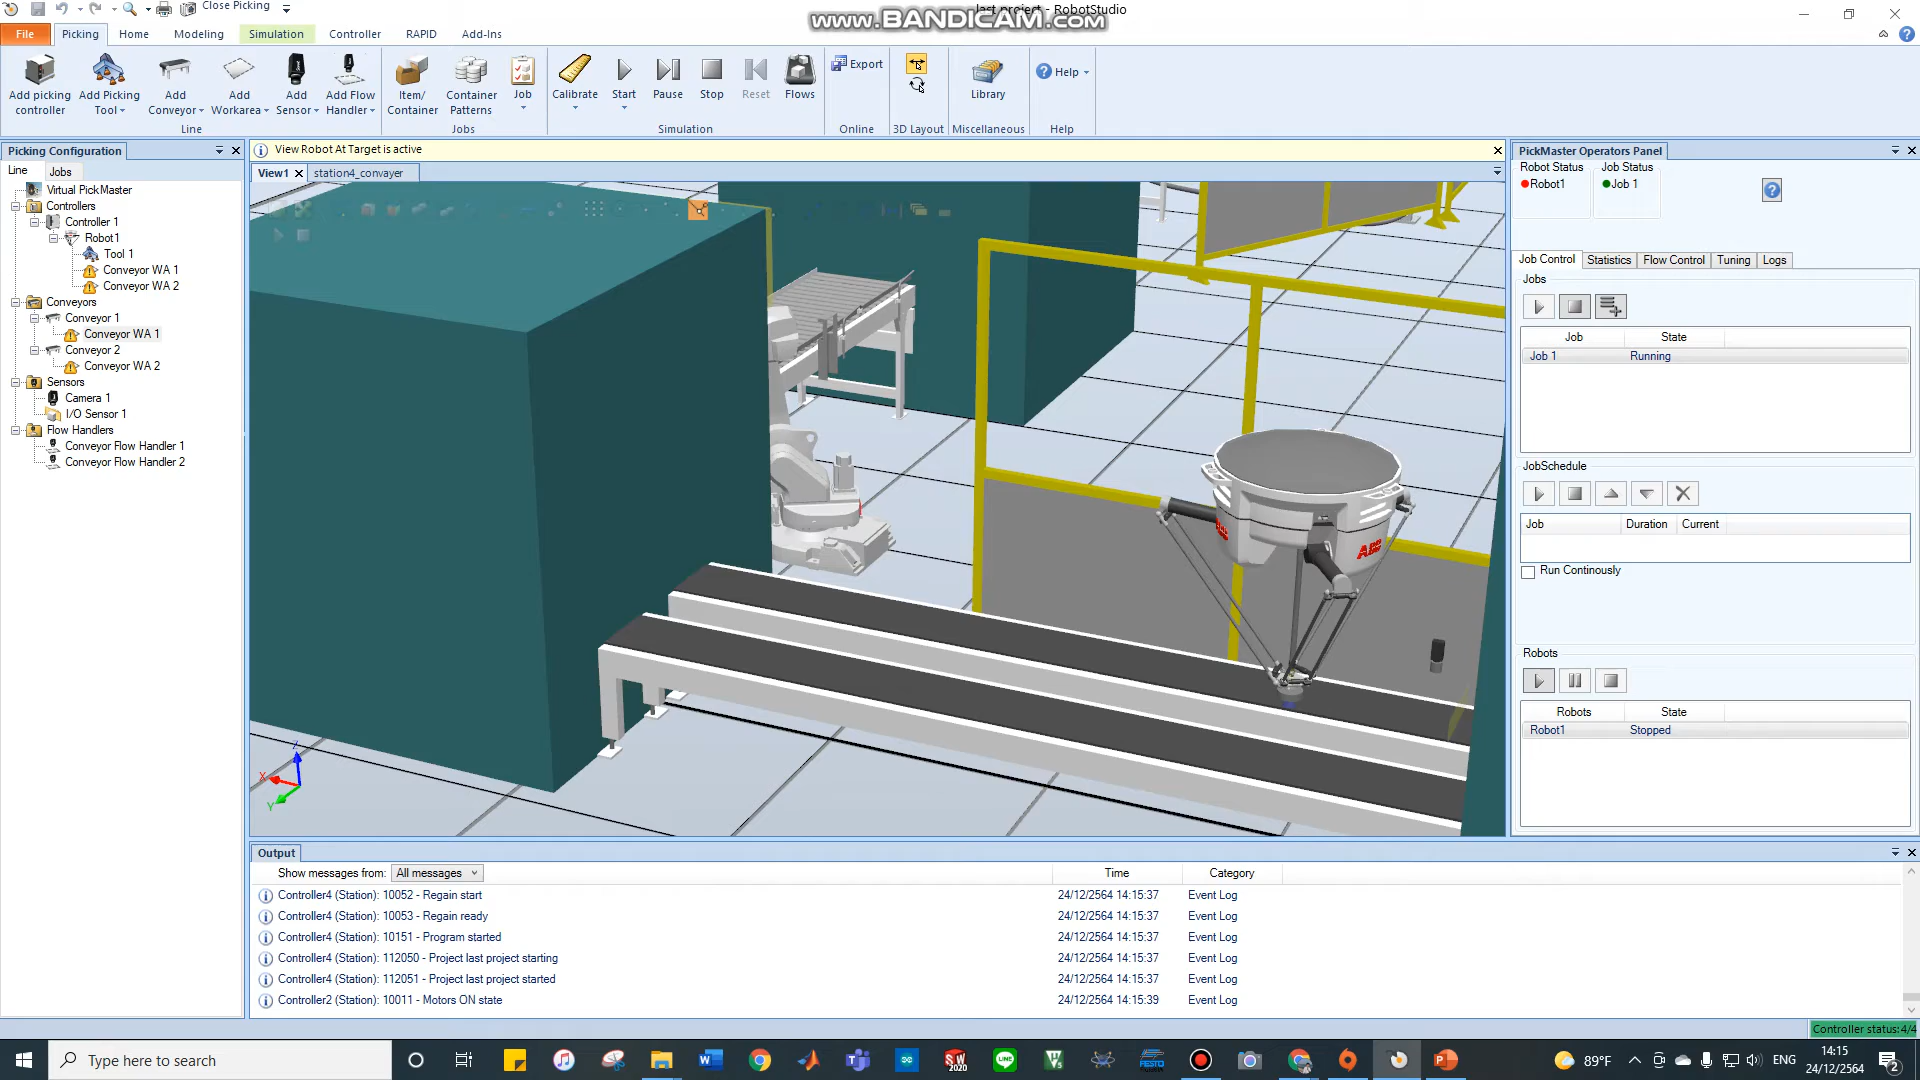 Close Picking
last project - RobotStudio
www.BANDICAM.com
File
Picking
Home
Modeling
Simulation
Controller
RAPID
Add-Ins
Add picking controller
Add Picking Tool
Add Conveyor
Add Workarea
Add Sensor
Add Flow Handler
Item/ Container
Container Patterns
Job
Calibrate
Start
Pause
Stop
Reset
Flows
Export
Library
Help
Line
Jobs
Simulation
Online
3D Layout
Miscellaneous
Help
Picking Configuration
Line
Jobs
Virtual PickMaster
Controllers
Controller 1
Robot1
Tool 1
Conveyor WA 1
Conveyor WA 2
Conveyors
Conveyor 1
Conveyor WA 1
Conveyor 2
Conveyor WA 2
Sensors
Camera 1
I/O Sensor 1
Flow Handlers
Conveyor Flow Handler 1
Conveyor Flow Handler 2
View Robot At Target is active
View1
station4_convayer
ABB
X
Y
Z
PickMaster Operators Panel
Robot Status
Job Status
Robot1
Job 1
Job Control
Statistics
Flow Control
Tuning
Logs
Jobs
Job
State
Job 1
Running
JobSchedule
Job
Duration
Current
Run Continously
Robots
Robots
State
Robot1
Stopped
Output
Show messages from:
All messages
Time
Category
Controller4 (Station): 10052 - Regain start 24/12/2564 14:15:37 Event Log
Controller4 (Station): 10053 - Regain ready 24/12/2564 14:15:37 Event Log
Controller4 (Station): 10151 - Program started 24/12/2564 14:15:37 Event Log
Controller4 (Station): 112050 - Project last project starting 24/12/2564 14:15:37 Event Log
Controller4 (Station): 112051 - Project last project started 24/12/2564 14:15:37 Event Log
Controller2 (Station): 10011 - Motors ON state 24/12/2564 14:15:39 Event Log
Controller status: 4/4
Type here to search
SW 2020
LINE
FESTO
89°F
ENG
14:15
24/12/2564
2